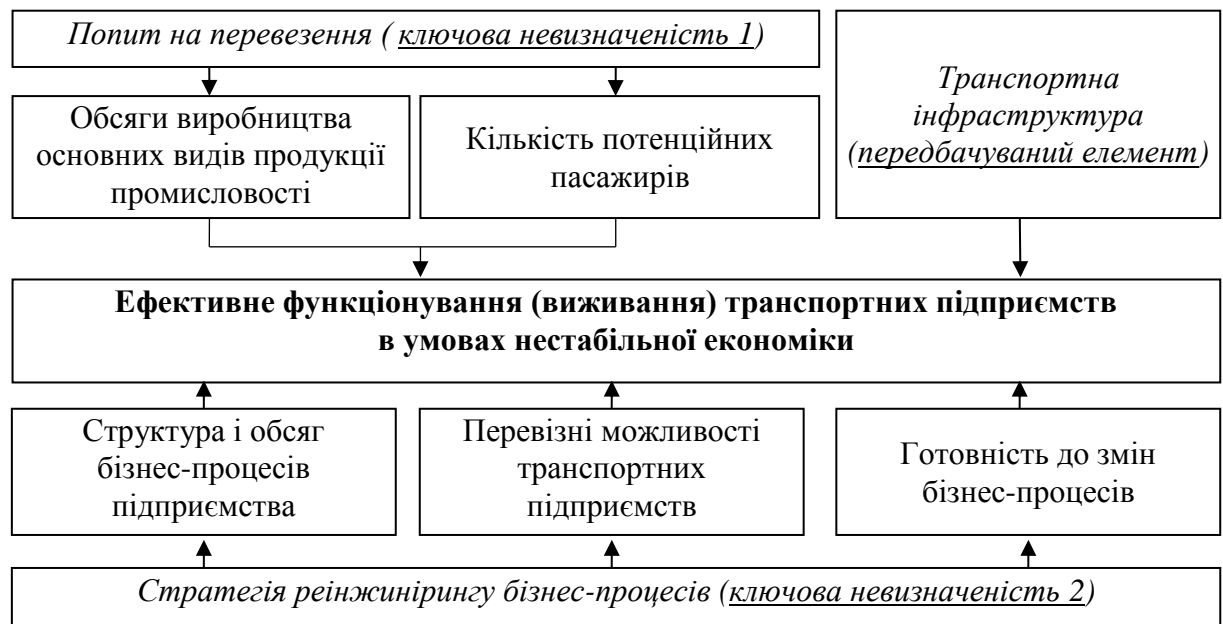 Попит на перевезення ( ключова невизначеність 1)
Обсяги виробництва
основних видів продукції
промисловості
Кількість потенційних
пасажирів
Транспортна
інфраструктура
(передбачуваний елемент)
Ефективне функціонування (виживання) транспортних підприємств
в умовах нестабільної економіки
Структура і обсяг
бізнес-процесів
підприємства
Перевізні можливості
транспортних
підприємств
Готовність до змін
бізнес-процесів
Стратегія реінжинірингу бізнес-процесів (ключова невизначеність 2)